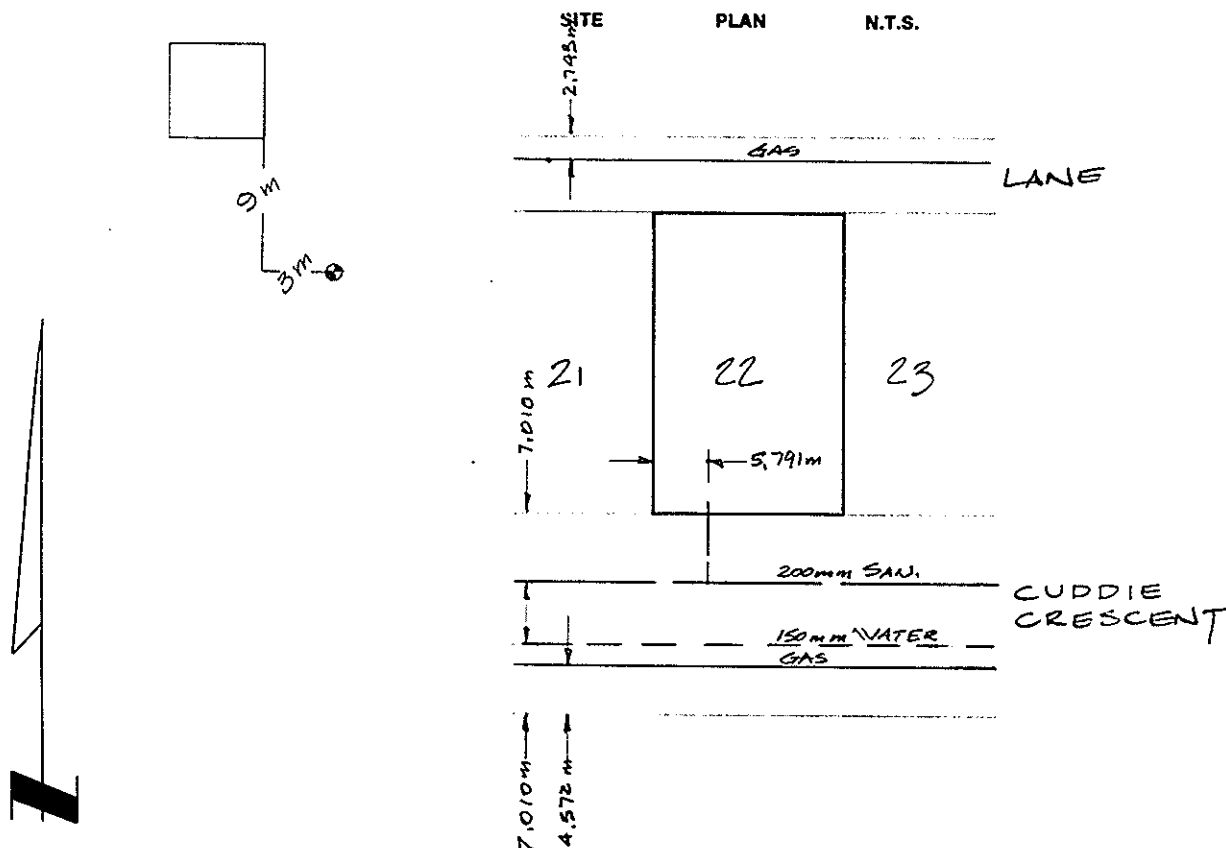 SITE PLAN N.T.S.
2.743m
GAS
LANE
9m
3m
21 22 23
7.010m
5.791m
200mm SAN.
CUDDIE
CRESCENT
150mm WATER
GAS
7.010m
4.572m
N